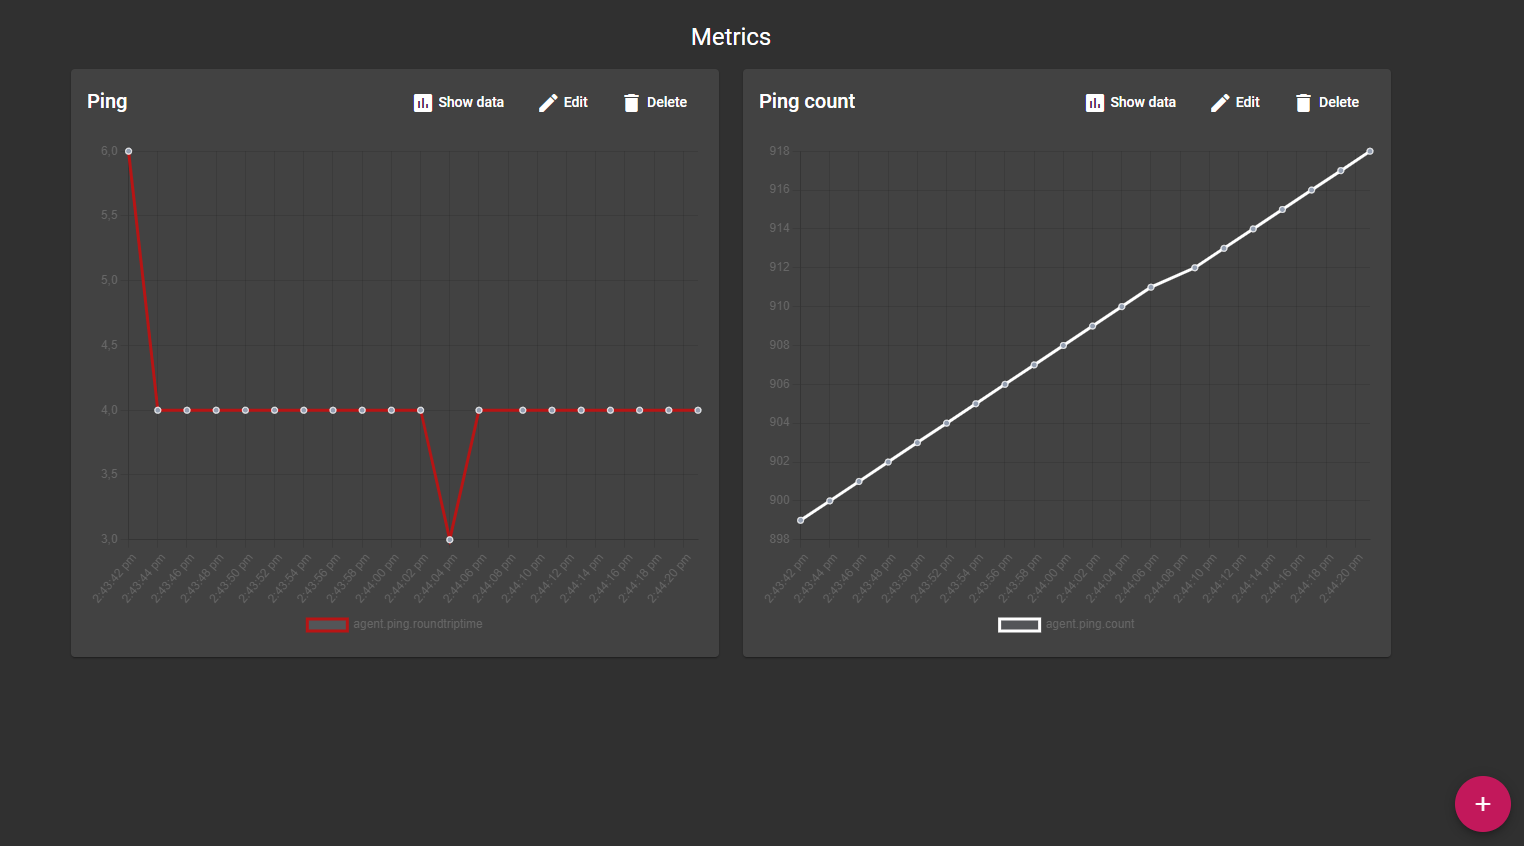 Metrics
Ping
Show data
Edit
Delete
6,0
5,5
5,0
4,5
4,0
3,5
3,0
2:43:42 pm
2:43:44 pm
2:43:46 pm
2:43:48 pm
2:43:50 pm
2:43:52 pm
2:43:54 pm
2:43:56 pm
2:43:58 pm
2:44:00 pm
2:44:02 pm
2:44:04 pm
2:44:06 pm
2:44:08 pm
2:44:10 pm
2:44:12 pm
2:44:14 pm
2:44:16 pm
2:44:18 pm
2:44:20 pm
agent.ping.roundtriptime
Ping count
Show data
Edit
Delete
918
916
914
912
910
908
906
904
902
900
898
2:43:42 pm
2:43:44 pm
2:43:46 pm
2:43:48 pm
2:43:50 pm
2:43:52 pm
2:43:54 pm
2:43:56 pm
2:43:58 pm
2:44:00 pm
2:44:02 pm
2:44:04 pm
2:44:06 pm
2:44:08 pm
2:44:10 pm
2:44:12 pm
2:44:14 pm
2:44:16 pm
2:44:18 pm
2:44:20 pm
agent.ping.count
+